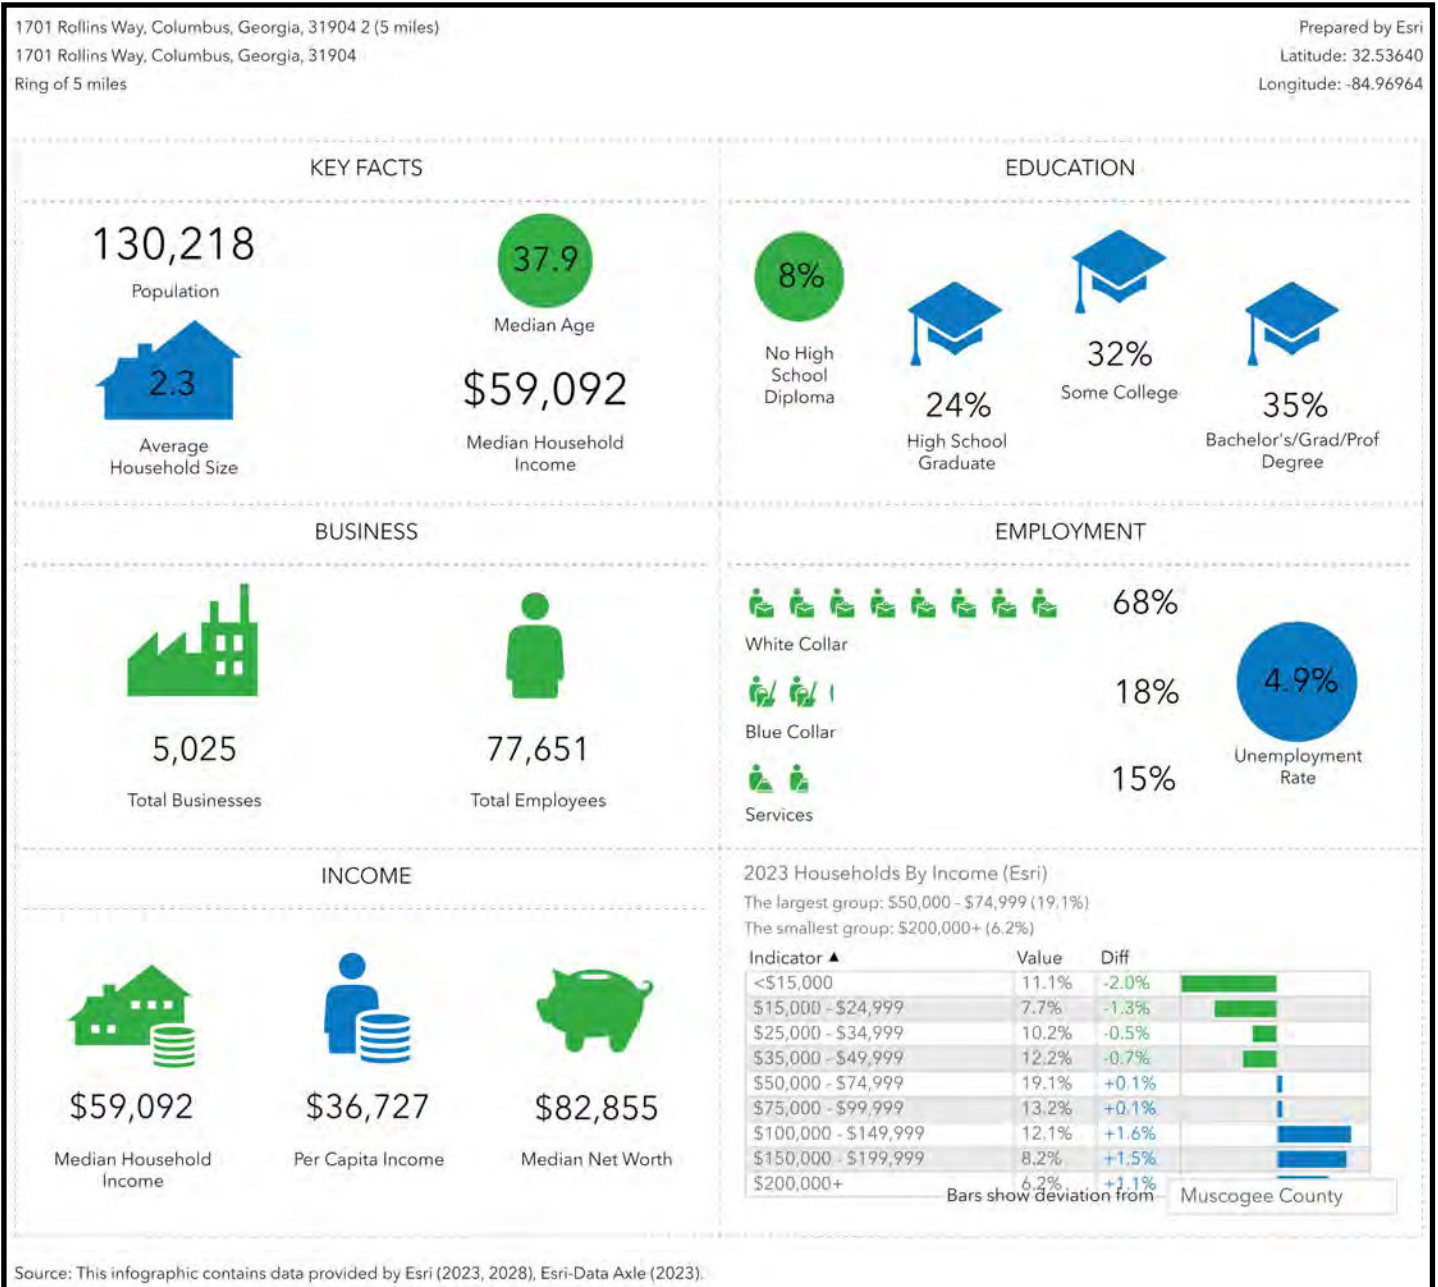 1701 Rollins Way, Columbus, Georgia, 31904 2 (5 miles)
1701 Rollins Way, Columbus, Georgia, 31904
Ring of 5 miles
Prepared by Esri
Latitude: 32.53640
Longitude: -84.96964
KEY FACTS
130,218
Population
37.9
Median Age
2.3
Average
Household Size
$59,092
Median Household
Income
EDUCATION
8%
No High
School
Diploma
24%
High School
Graduate
32%
Some College
35%
Bachelor's/Grad/Prof
Degree
BUSINESS
5,025
Total Businesses
77,651
Total Employees
EMPLOYMENT
68%
White Collar
18%
Blue Collar
15%
Services
4.9%
Unemployment
Rate
INCOME
$59,092
Median Household
Income
$36,727
Per Capita Income
$82,855
Median Net Worth
2023 Households By Income (Esri)
The largest group: $50,000 - $74,999 (19.1%)
The smallest group: $200,000+ (6.2%)
Indicator ▲ Value Diff
<$15,000 11.1% -2.0%
$15,000 - $24,999 7.7% -1.3%
$25,000 - $34,999 10.2% -0.5%
$35,000 - $49,999 12.2% -0.7%
$50,000 - $74,999 19.1% +0.1%
$75,000 - $99,999 13.2% +0.1%
$100,000 - $149,999 12.1% +1.6%
$150,000 - $199,999 8.2% +1.5%
$200,000+ 6.2% +1.1%
Bars show deviation from Muscogee County
Source: This infographic contains data provided by Esri (2023, 2028), Esri-Data Axle (2023).